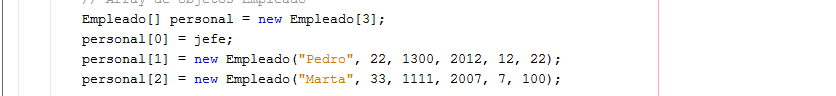 // Array de objetos Empleado
Empleado[] personal = new Empleado[3];
personal[0] = jefe;
personal[1] = new Empleado("Pedro", 22, 1300, 2012, 12, 22);
personal[2] = new Empleado("Marta", 33, 1111, 2007, 7, 100);